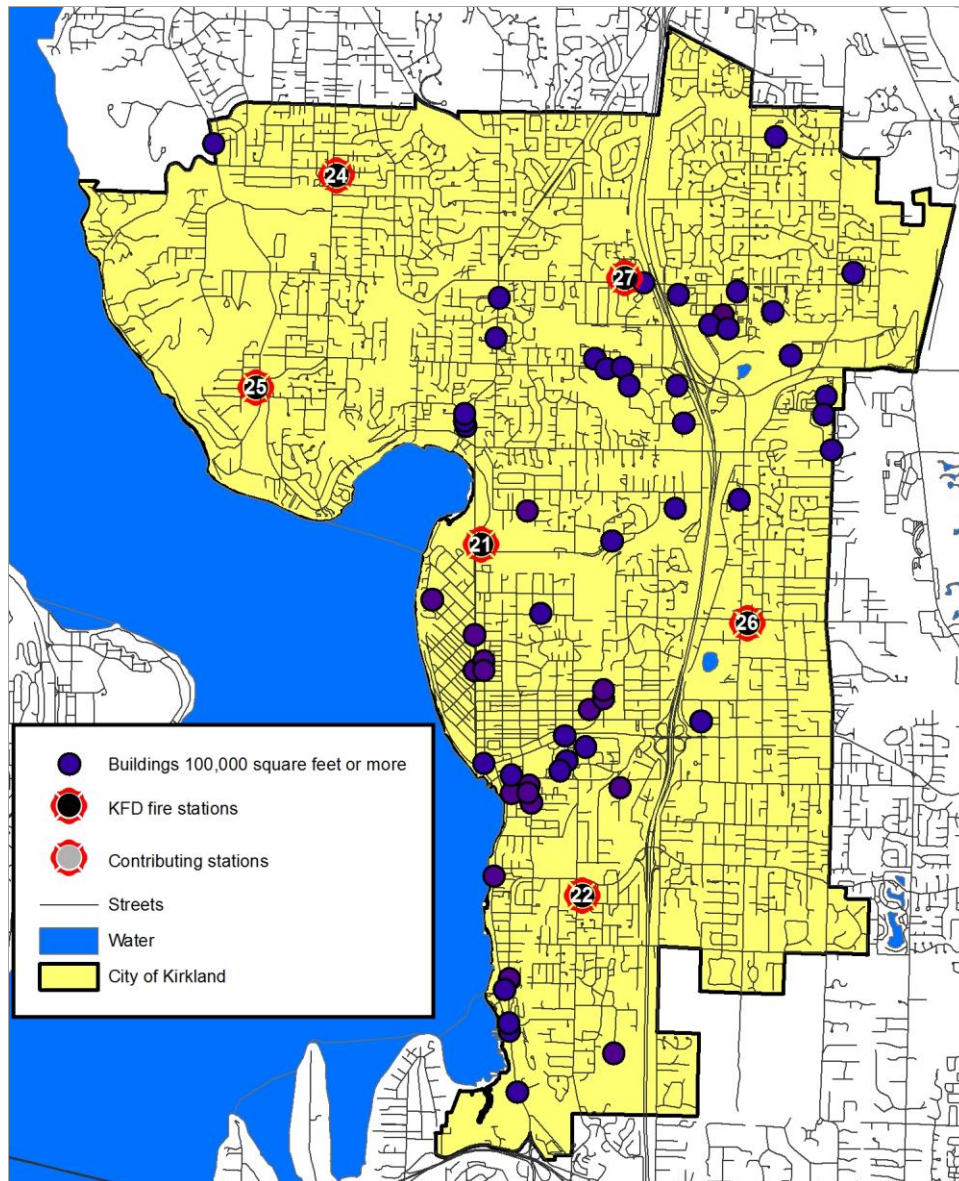 24
27
25
21
26
Buildings 100,000 square feet or more
KFD fire stations
Contributing stations
Streets
Water
City of Kirkland
22